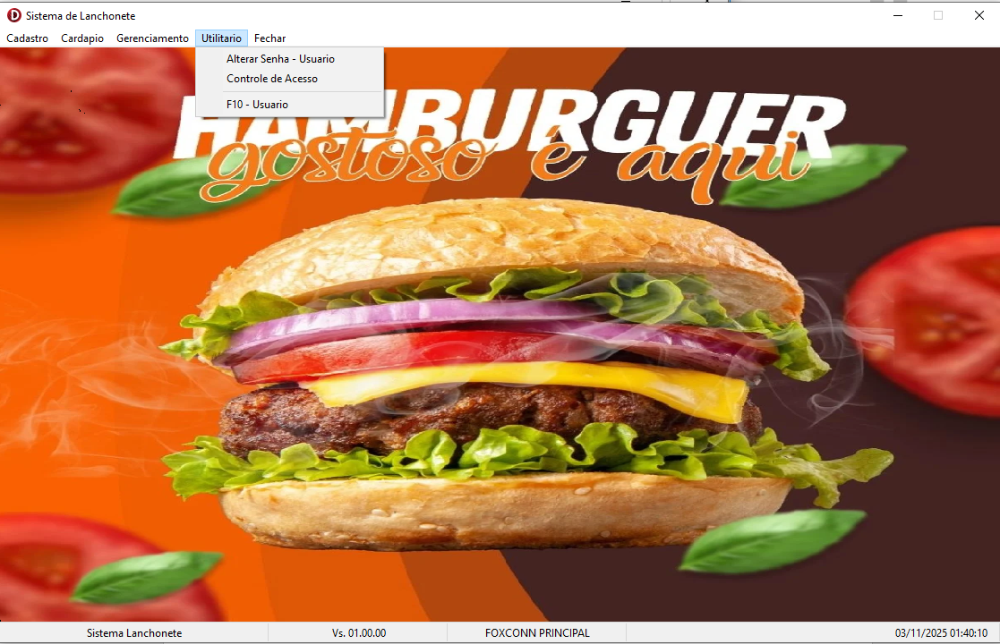 Sistema de Lanchonete
Cadastro Cardapio Gerenciamento Utilitario Fechar
Alterar Senha - Usuario
Controle de Acesso
F10 - Usuario
HAMBURGUER
gostoso é aqui
Sistema Lanchonete Vs. 01.00.00 FOXCONN PRINCIPAL 03/11/2025 01:40:10